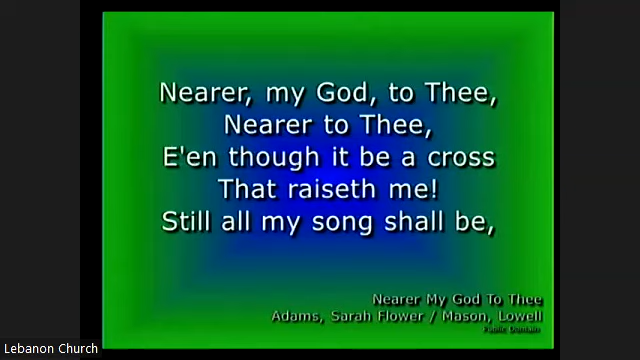 Nearer, my God, to Thee,
Nearer to Thee,
E'en though it be a cross
That raiseth me!
Still all my song shall be,
Nearer My God To Thee
Adams, Sarah Flower / Mason, Lowell
Public Domain
Lebanon Church